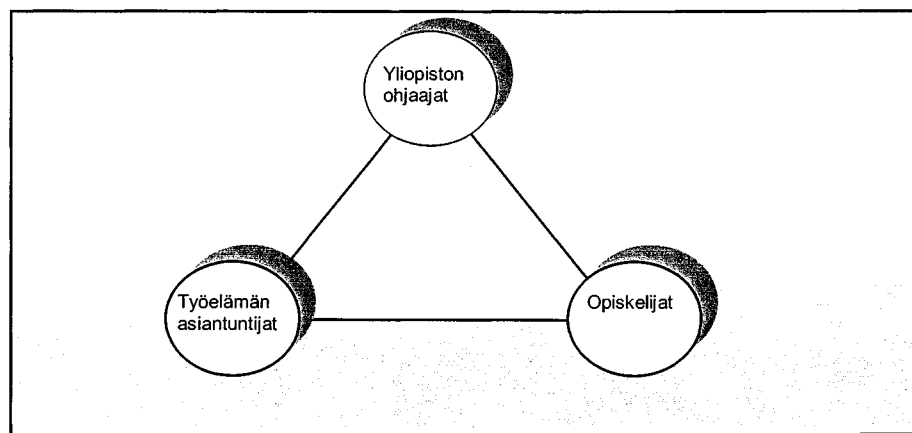 Yliopiston
ohjaajat
Työelämän
asiantuntijat
Opiskelijat